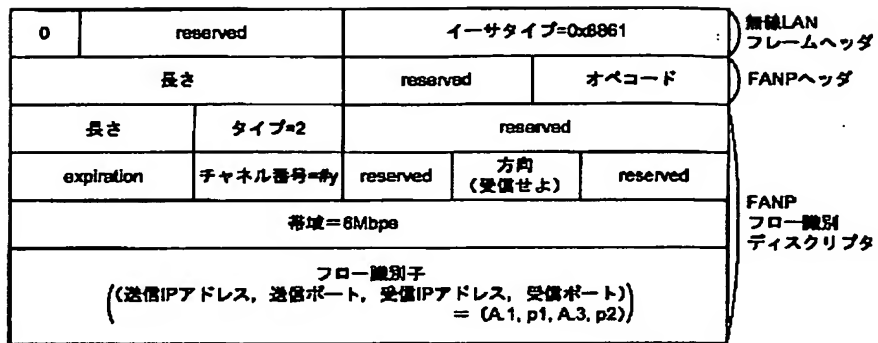 0 reserved イーサタイプ=0x8861
無線LAN
フレームヘッダ
長さ reserved オペコード
FANPヘッダ
長さ タイプ=2 reserved
expiration チャネル番号=#y reserved 方向
(受信せよ) reserved
帯域=6Mbps
FANP
フロー識別
ディスクリプタ
フロー識別子
((送信IPアドレス, 送信ポート, 受信IPアドレス, 受信ポート)
= (A.1, p1, A.3, p2))